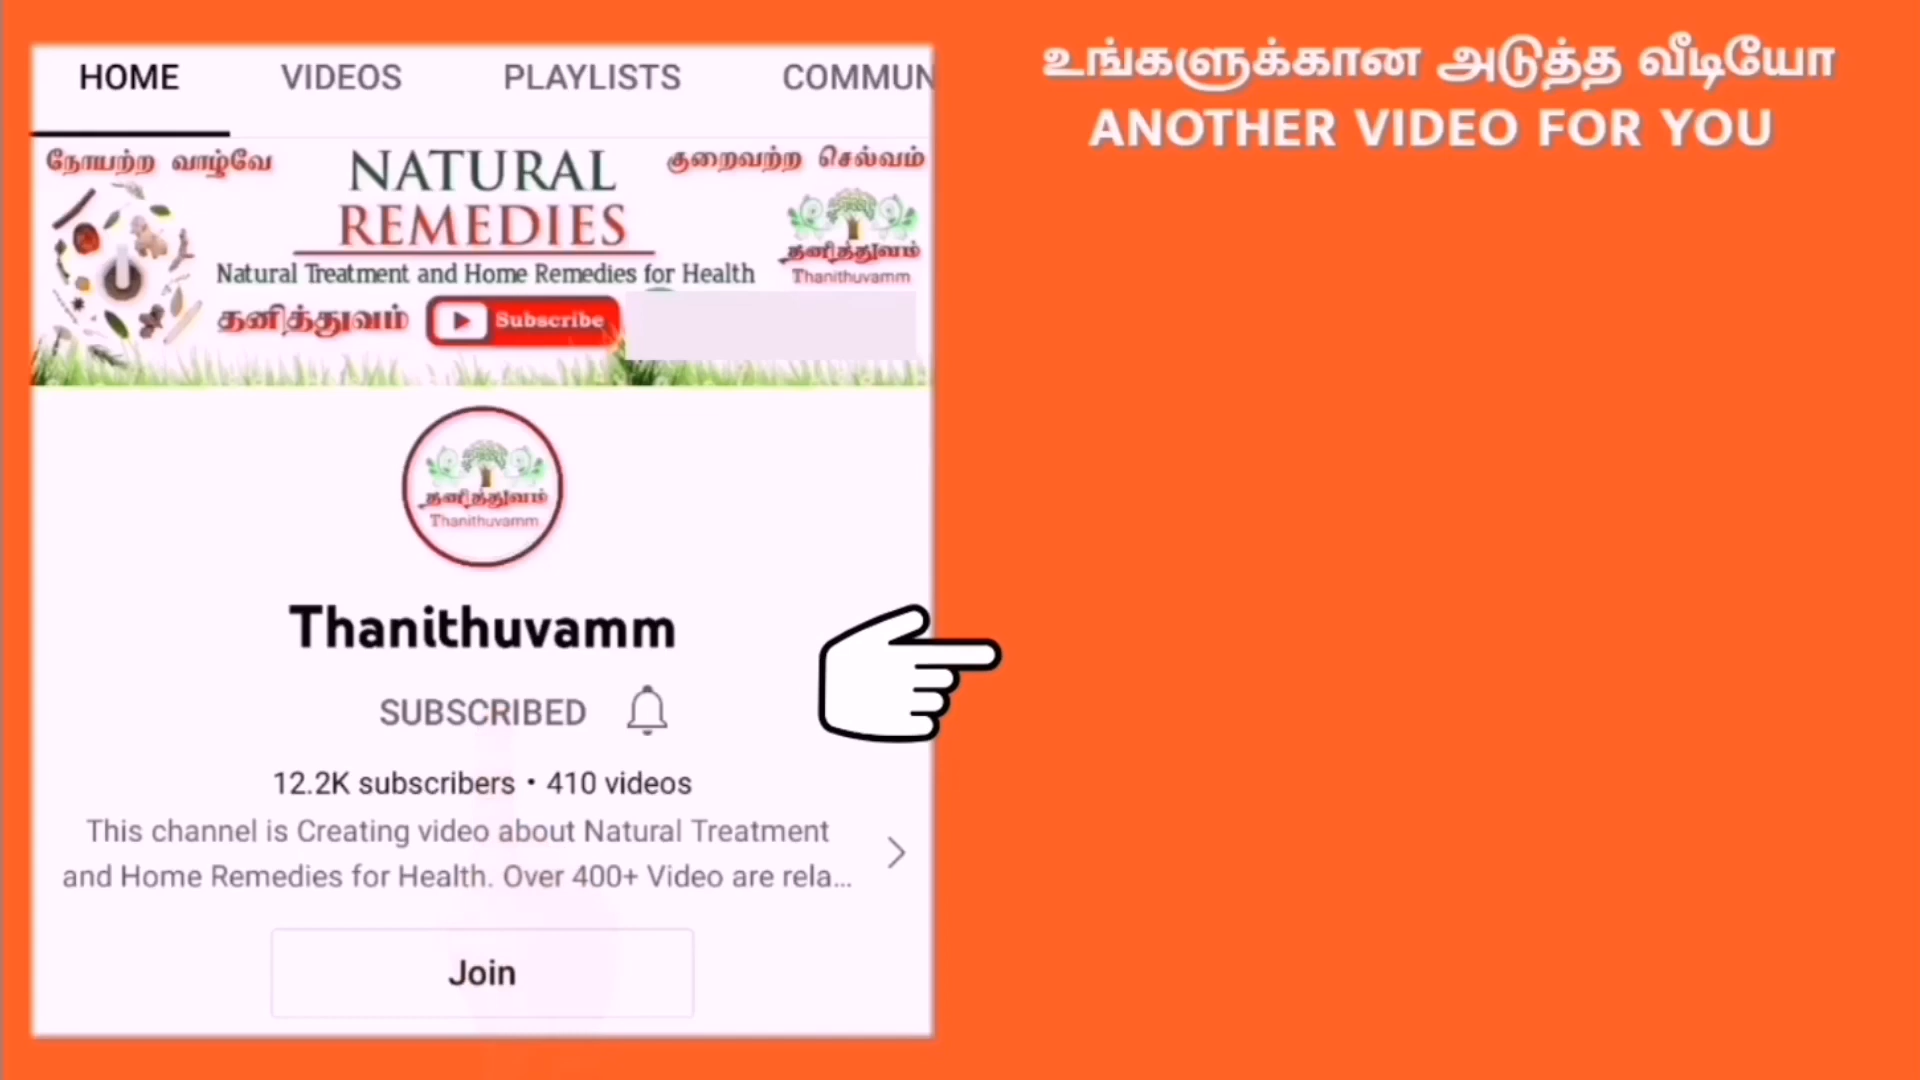 HOME VIDEOS PLAYLISTS COMMUN
நோயற்ற வாழ்வே
NATURAL
REMEDIES
குறைவற்ற செல்வம்
Natural Treatment and Home Remedies for Health
தனித்துவம்
Thanithuvamm
தனித்துவம்
Subscribe
தனித்துவம்
Thanithuvamm
Thanithuvamm
SUBSCRIBED
12.2K subscribers • 410 videos
This channel is Creating video about Natural Treatment
and Home Remedies for Health. Over 400+ Video are rela...
Join
உங்களுக்கான அடுத்த வீடியோ
ANOTHER VIDEO FOR YOU